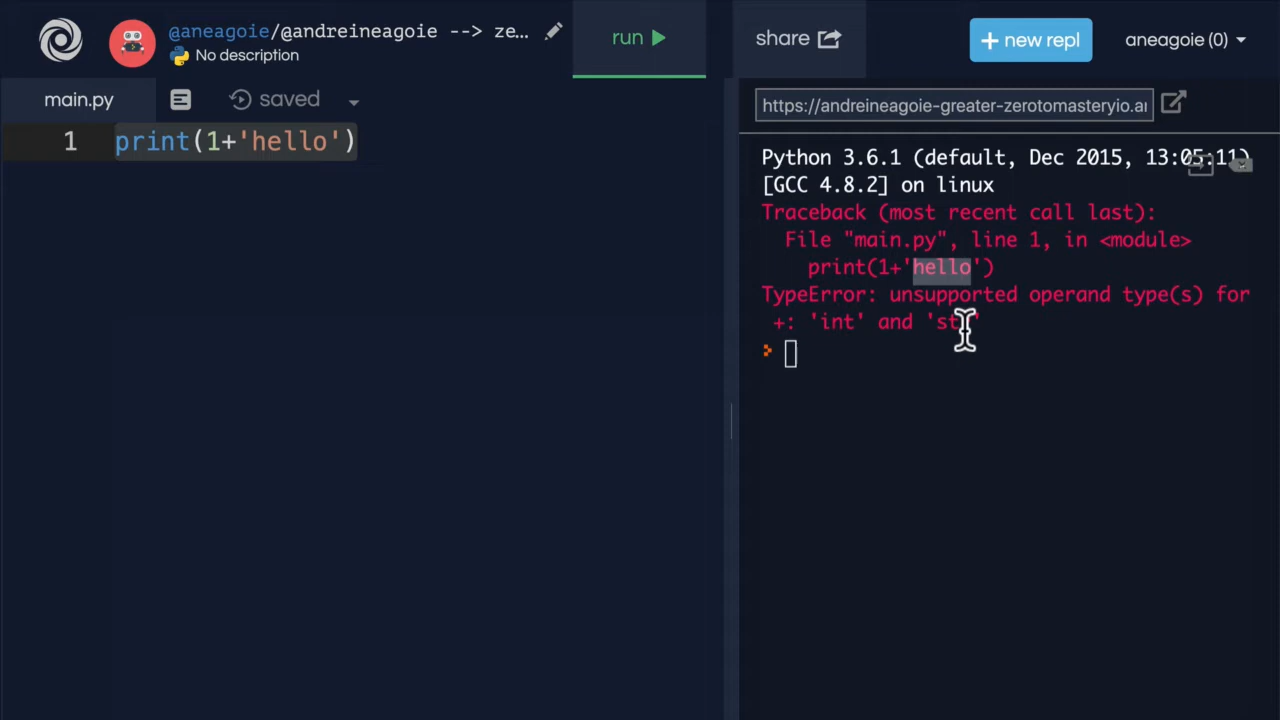 @aneagoie/@andreineagoie --> ze...
No description
run
share
+ new repl
aneagoie (0)
main.py
saved
https://andreineagoie-greater-zerotomasteryio.
1 print(1+'hello')
Python 3.6.1 (default, Dec 2015, 13:05:11)
[GCC 4.8.2] on linux
Traceback (most recent call last):
File "main.py", line 1, in <module>
print(1+'hello')
TypeError: unsupported operand type(s) for
+: 'int' and 'str'